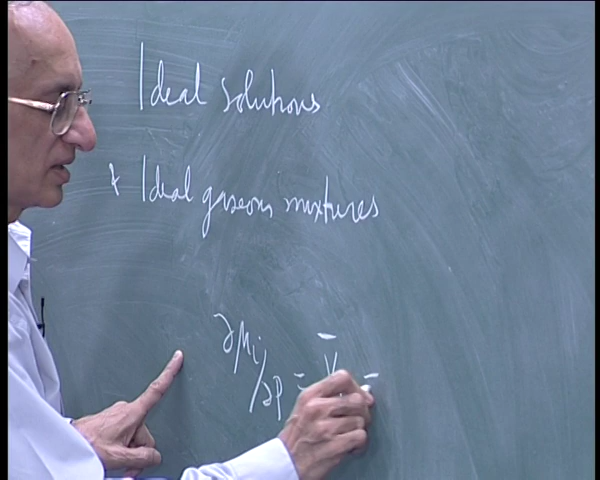 Ideal solutions
* Ideal gaseous mixtures
∂μi/∂P = V̄ =